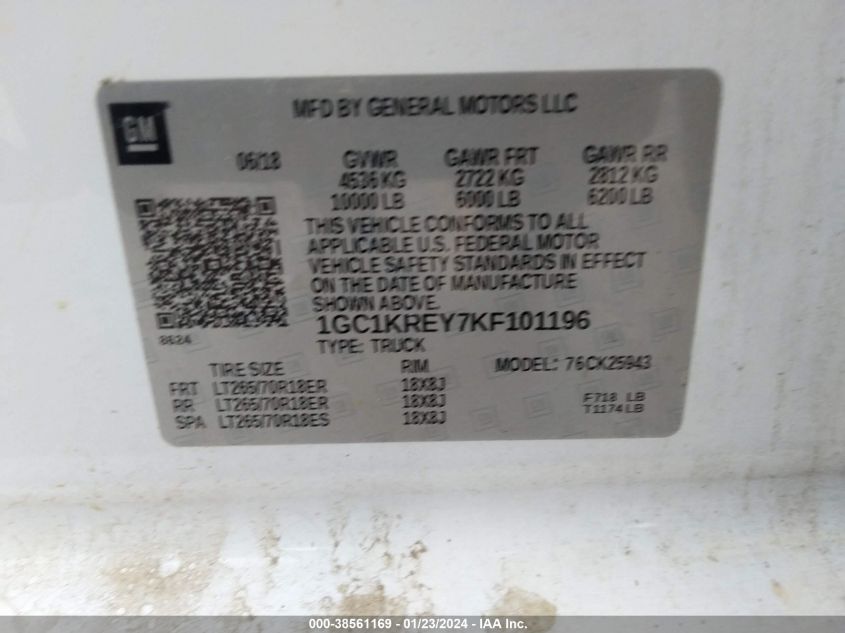 GM
MFD BY GENERAL MOTORS LLC
06/18 GVWR GAWR FRT GAWR RR
4536 KG 2722 KG 2812 KG
10000 LB 6000 LB 6200 LB
THIS VEHICLE CONFORMS TO ALL
APPLICABLE U.S. FEDERAL MOTOR
VEHICLE SAFETY STANDARDS IN EFFECT
ON THE DATE OF MANUFACTURE
SHOWN ABOVE.
8624
1GC1KREY7KF101196
TYPE: TRUCK
TIRE SIZE RIM MODEL: 76CK25943
FRT LT265/70R18ER 18X8J
RR LT265/70R18ER 18X8J F718 LB
SPA LT265/70R18ES 18X8J T1174 LB
000-38561169 - 01/23/2024 - IAA Inc.